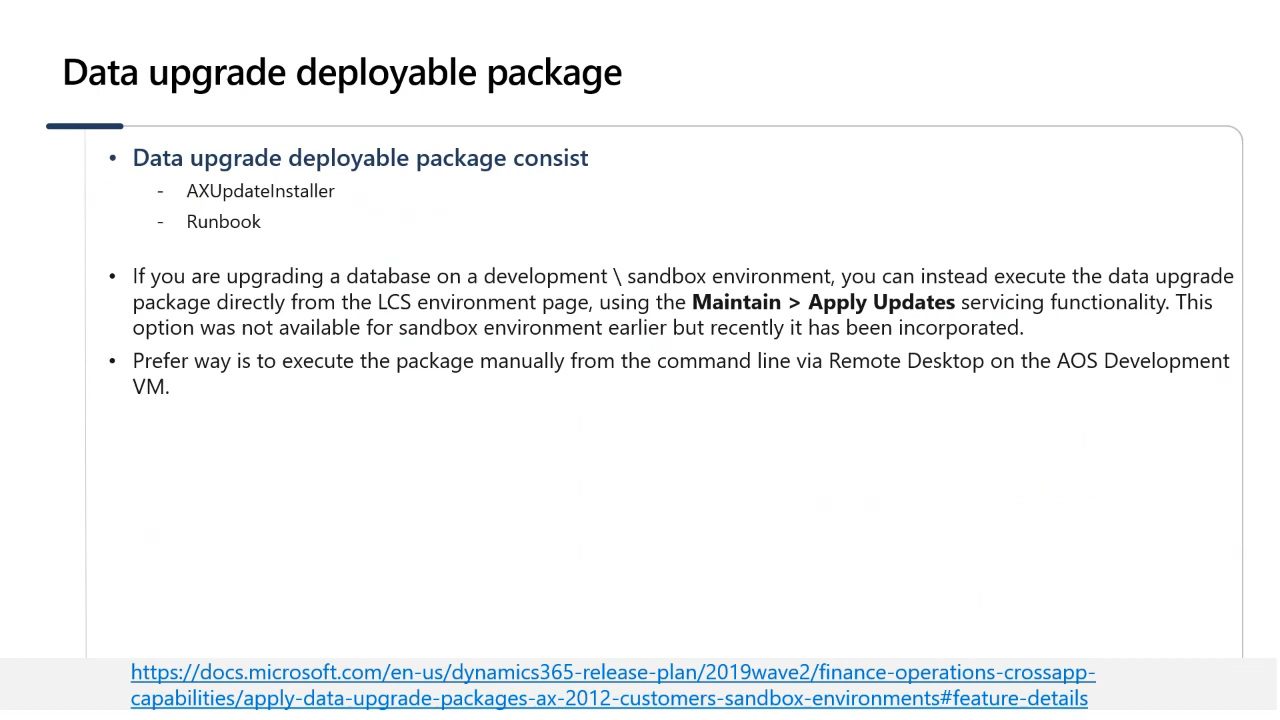 Data upgrade deployable package
• Data upgrade deployable package consist
- AXUpdateInstaller
- Runbook
• If you are upgrading a database on a development \ sandbox environment, you can instead execute the data upgrade
package directly from the LCS environment page, using the Maintain > Apply Updates servicing functionality. This
option was not available for sandbox environment earlier but recently it has been incorporated.
• Prefer way is to execute the package manually from the command line via Remote Desktop on the AOS Development
VM.
https://docs.microsoft.com/en-us/dynamics365-release-plan/2019wave2/finance-operations-crossapp-
capabilities/apply-data-upgrade-packages-ax-2012-customers-sandbox-environments#feature-details